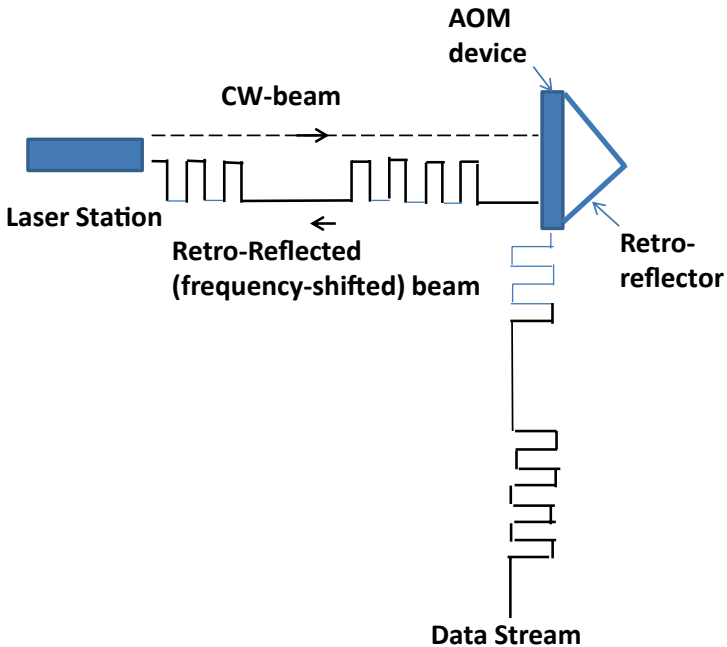 AOM
device
CW-beam
Laser Station
Retro-Reflected
(frequency-shifted) beam
Retro-
reflector
Data Stream